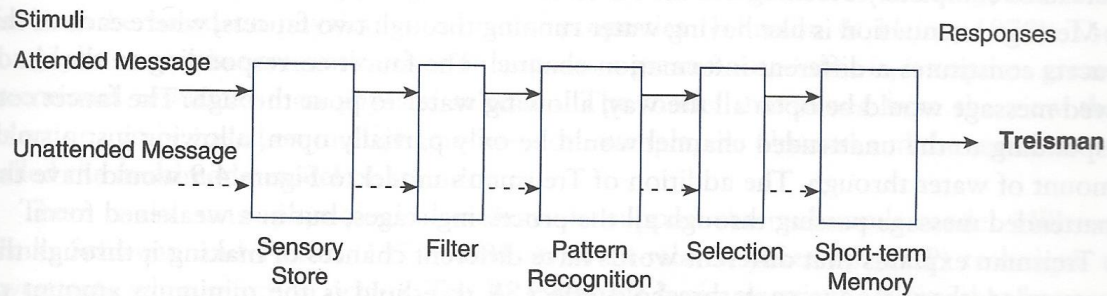 Stimuli
Responses
Attended Message
Treisman
Unattended Message
Sensory Store
Filter
Pattern Recognition
Selection
Short-term Memory